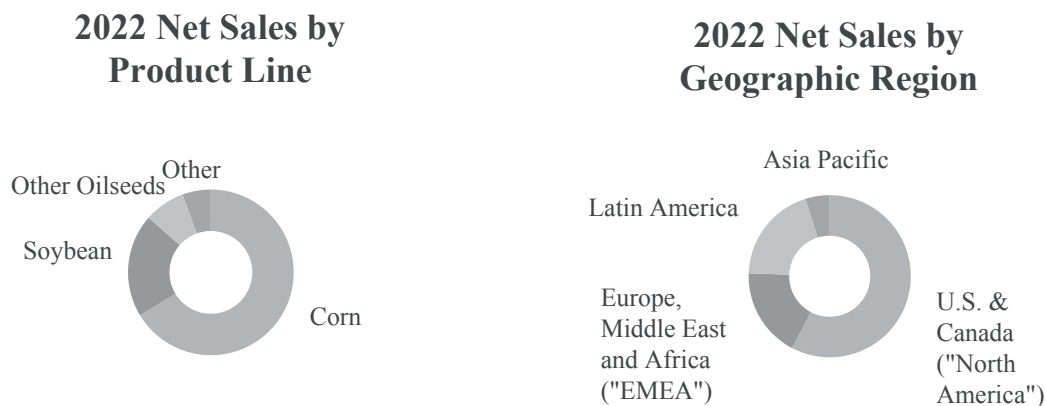 2022 Net Sales by
Product Line
Other
Other Oilseeds
Soybean
Corn
2022 Net Sales by
Geographic Region
Asia Pacific
Latin America
Europe,
Middle East
and Africa
("EMEA")
U.S. &
Canada
("North
America")